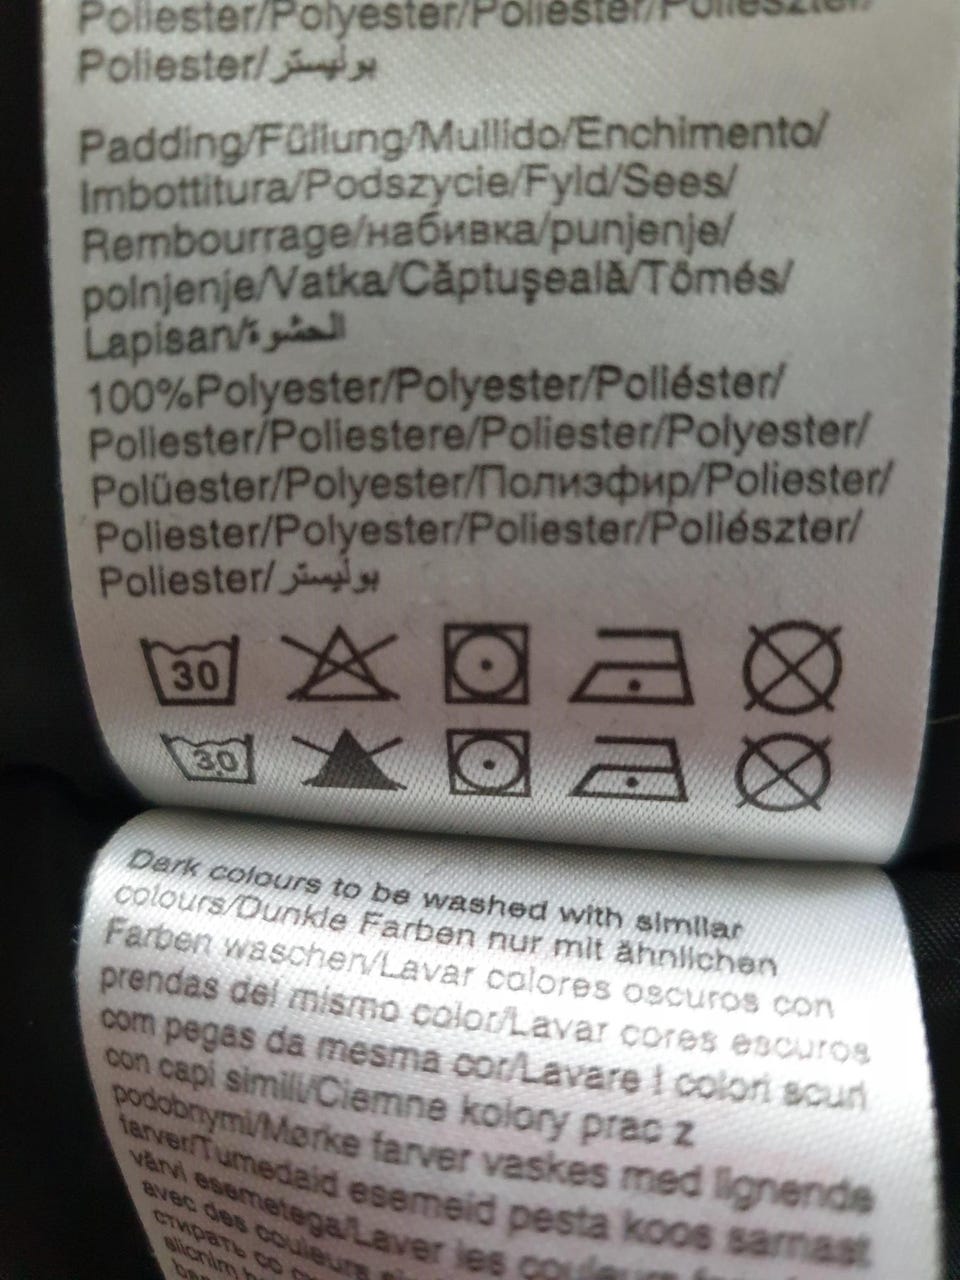 Poliester/Polyester/Poliester/Poliészter/
Poliester/بوليستر
Padding/Füllung/Mullido/Enchimento/
Imbottitura/Podszycie/Fyld/Sees/
Rembourrage/набивка/punjenje/
polnjenje/Vatka/Căptuşeală/Tömés/
Lapisan/الحشوة
100%Polyester/Polyester/Poliéster/
Poliester/Poliestere/Poliester/Polyester/
Polüester/Polyester/Полиэфир/Poliester/
Poliester/Polyester/Poliester/Poliészter/
Poliester/بوليستر
30
30
Dark colours to be washed with similar
colours/Dunkle Farben nur mit ähnlichen
Farben waschen/Lavar colores oscuros con
prendas del mismo color/Lavar cores escuros
com pegas da mesma cor/Lavare I colori scuri
con capi simili/Ciemne kolory prac z
podobnymi/Mørke farver vaskes med lignende
farver/Tumedaid esemeid pesta koos sarnast
värvi esemetega/Laver les couleurs
avec des couleurs
стирать со
slicnim